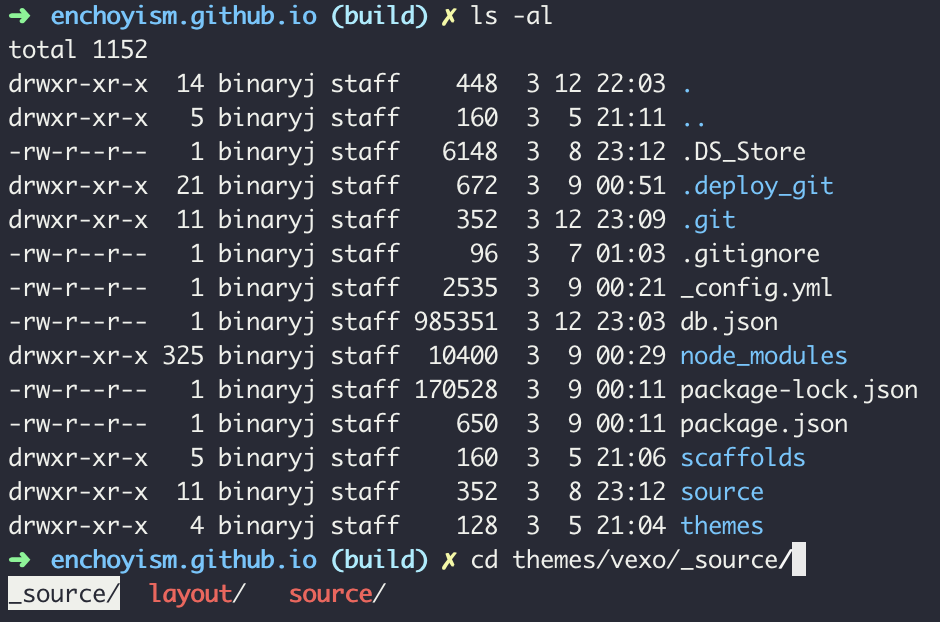 ➜ enchoyism.github.io (build) ✗ ls -al
total 1152
drwxr-xr-x 14 binaryj staff 448 3 12 22:03 .
drwxr-xr-x 5 binaryj staff 160 3 5 21:11 ..
-rw-r--r-- 1 binaryj staff 6148 3 8 23:12 .DS_Store
drwxr-xr-x 21 binaryj staff 672 3 9 00:51 .deploy_git
drwxr-xr-x 11 binaryj staff 352 3 12 23:09 .git
-rw-r--r-- 1 binaryj staff 96 3 7 01:03 .gitignore
-rw-r--r-- 1 binaryj staff 2535 3 9 00:21 _config.yml
-rw-r--r-- 1 binaryj staff 985351 3 12 23:03 db.json
drwxr-xr-x 325 binaryj staff 10400 3 9 00:29 node_modules
-rw-r--r-- 1 binaryj staff 170528 3 9 00:11 package-lock.json
-rw-r--r-- 1 binaryj staff 650 3 9 00:11 package.json
drwxr-xr-x 5 binaryj staff 160 3 5 21:06 scaffolds
drwxr-xr-x 11 binaryj staff 352 3 8 23:12 source
drwxr-xr-x 4 binaryj staff 128 3 5 21:04 themes
➜ enchoyism.github.io (build) ✗ cd themes/vexo/_source/
_source/ layout/ source/